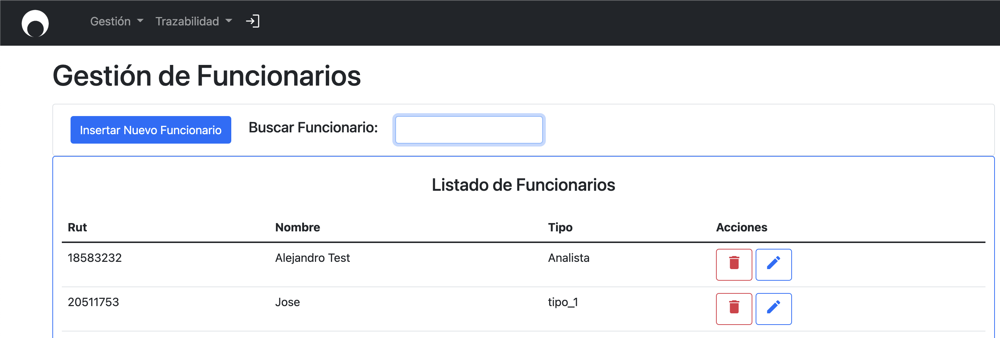 Gestión Trazabilidad
Gestión de Funcionarios
Insertar Nuevo Funcionario Buscar Funcionario:
Listado de Funcionarios
Rut Nombre Tipo Acciones
18583232 Alejandro Test Analista
20511753 Jose tipo_1